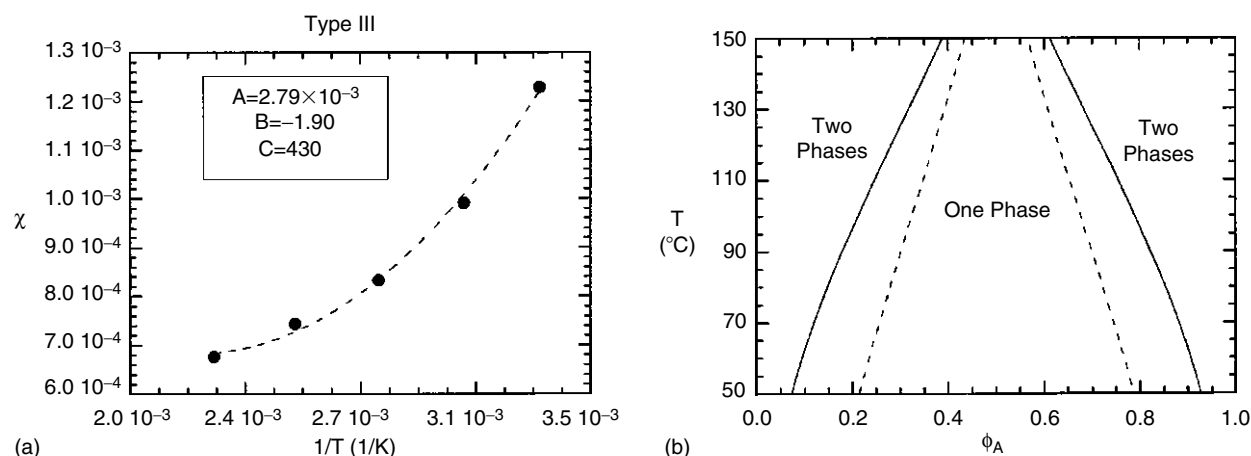 Type III
1.3 10–3
1.2 10–3
1.1 10–3
1.0 10–3
9.0 10–4
8.0 10–4
7.0 10–4
6.0 10–4
χ
A=2.79×10–3
B=–1.90
C=430
2.0 10–3 2.4 10–3 2.7 10–3 3.1 10–3 3.5 10–3
(a) 1/T (1/K)
150
130
110
90
70
50
T
(°C)
Two
Phases
Two
Phases
One Phase
0.0 0.2 0.4 0.6 0.8 1.0
(b) ϕA